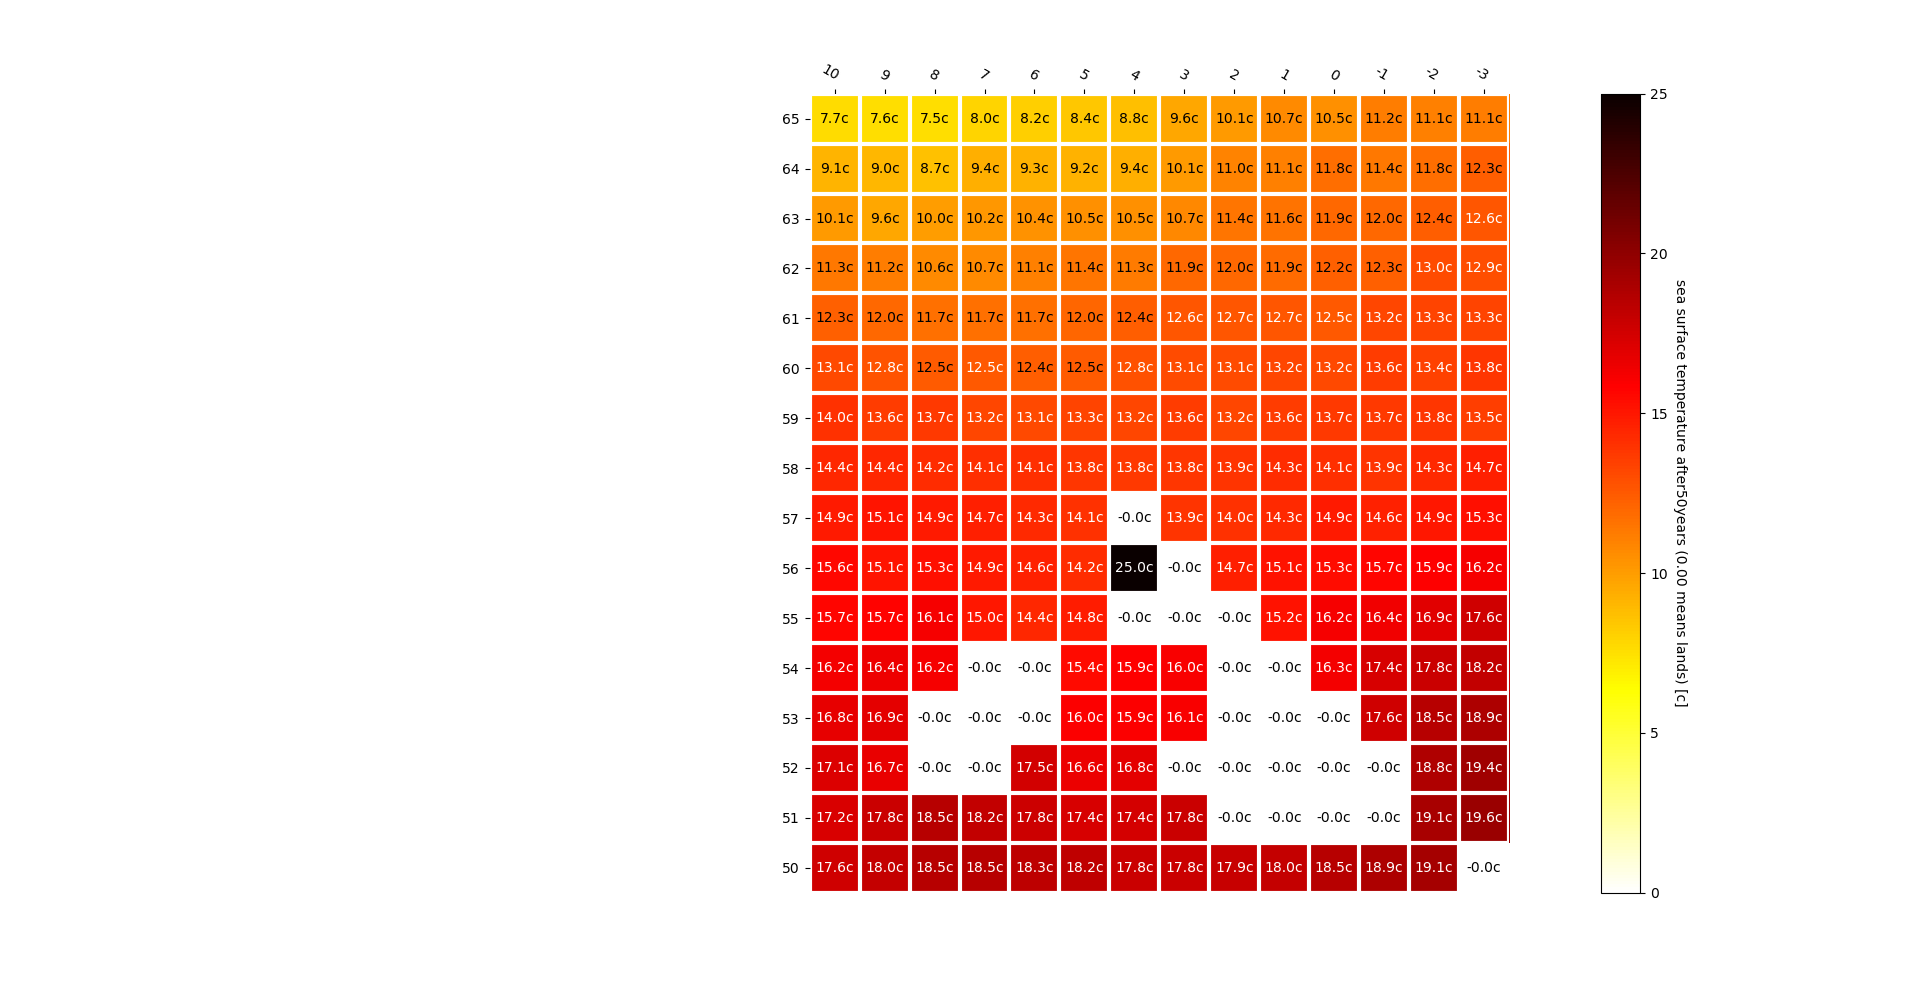 10 9 8 7 6 5 4 3 2 1 0 -1 -2 -3
65 7.7c 7.6c 7.5c 8.0c 8.2c 8.4c 8.8c 9.6c 10.1c 10.7c 10.5c 11.2c 11.1c 11.1c
64 9.1c 9.0c 8.7c 9.4c 9.3c 9.2c 9.4c 10.1c 11.0c 11.1c 11.8c 11.4c 11.8c 12.3c
63 10.1c 9.6c 10.0c 10.2c 10.4c 10.5c 10.5c 10.7c 11.4c 11.6c 11.9c 12.0c 12.4c 12.6c
62 11.3c 11.2c 10.6c 10.7c 11.1c 11.4c 11.3c 11.9c 12.0c 11.9c 12.2c 12.3c 13.0c 12.9c
61 12.3c 12.0c 11.7c 11.7c 11.7c 12.0c 12.4c 12.6c 12.7c 12.7c 12.5c 13.2c 13.3c 13.3c
60 13.1c 12.8c 12.5c 12.5c 12.4c 12.5c 12.8c 13.1c 13.1c 13.2c 13.2c 13.6c 13.4c 13.8c
59 14.0c 13.6c 13.7c 13.2c 13.1c 13.3c 13.2c 13.6c 13.2c 13.6c 13.7c 13.7c 13.8c 13.5c
58 14.4c 14.4c 14.2c 14.1c 14.1c 13.8c 13.8c 13.8c 13.9c 14.3c 14.1c 13.9c 14.3c 14.7c
57 14.9c 15.1c 14.9c 14.7c 14.3c 14.1c -0.0c 13.9c 14.0c 14.3c 14.9c 14.6c 14.9c 15.3c
56 15.6c 15.1c 15.3c 14.9c 14.6c 14.2c 25.0c -0.0c 14.7c 15.1c 15.3c 15.7c 15.9c 16.2c
55 15.7c 15.7c 16.1c 15.0c 14.4c 14.8c -0.0c -0.0c -0.0c 15.2c 16.2c 16.4c 16.9c 17.6c
54 16.2c 16.4c 16.2c -0.0c -0.0c 15.4c 15.9c 16.0c -0.0c -0.0c 16.3c 17.4c 17.8c 18.2c
53 16.8c 16.9c -0.0c -0.0c -0.0c 16.0c 15.9c 16.1c -0.0c -0.0c -0.0c 17.6c 18.5c 18.9c
52 17.1c 16.7c -0.0c -0.0c 17.5c 16.6c 16.8c -0.0c -0.0c -0.0c -0.0c -0.0c 18.8c 19.4c
51 17.2c 17.8c 18.5c 18.2c 17.8c 17.4c 17.4c 17.8c -0.0c -0.0c -0.0c -0.0c 19.1c 19.6c
50 17.6c 18.0c 18.5c 18.5c 18.3c 18.2c 17.8c 17.8c 17.9c 18.0c 18.5c 18.9c 19.1c -0.0c
25
20
15
10
5
0
sea surface temperature after50years (0.00 means lands) [c]